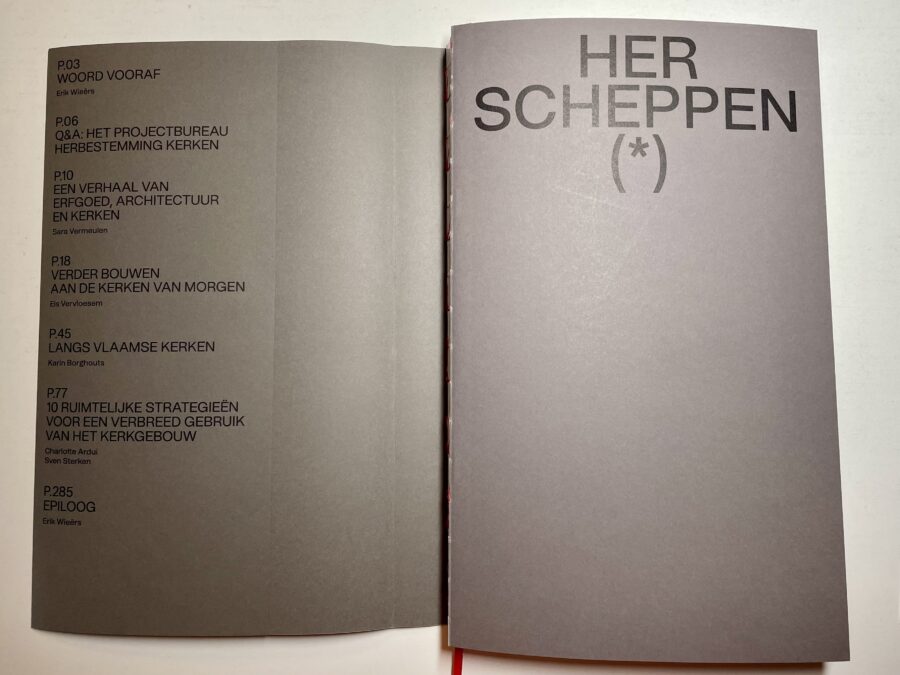 P.03
WOORD VOORAF
Erik Wieërs
P.06
Q&A: HET PROJECTBUREAU
HERBESTEMMING KERKEN
P.10
EEN VERHAAL VAN
ERFGOED, ARCHITECTUUR
EN KERKEN
Sara Vermeulen
P.18
VERDER BOUWEN
AAN DE KERKEN VAN MORGEN
Els Vervloesem
P.45
LANGS VLAAMSE KERKEN
Karin Borghouts
P.77
10 RUIMTELIJKE STRATEGIEËN
VOOR EEN VERBREED GEBRUIK
VAN HET KERKGEBOUW
Charlotte Ardui
Sven Sterken
P.285
EPILOOG
Erik Wieërs
HER
SCHEPPEN
(*)